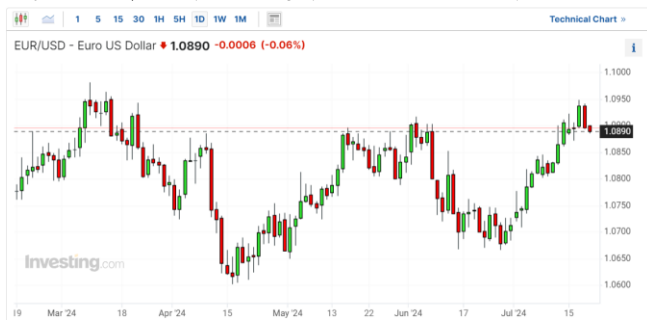 1 5 15 30 1H 5H 1D 1W 1M Technical Chart »
EUR/USD - Euro US Dollar 1.0890 -0.0006 (-0.06%)
i
1.1000
1.0950
1.0900
1.0890
1.0850
1.0800
1.0750
1.0700
1.0650
1.0600
Investing.com
19 Mar '24 18 Apr '24 15 May '24 13 22 Jun '24 17 Jul '24 15